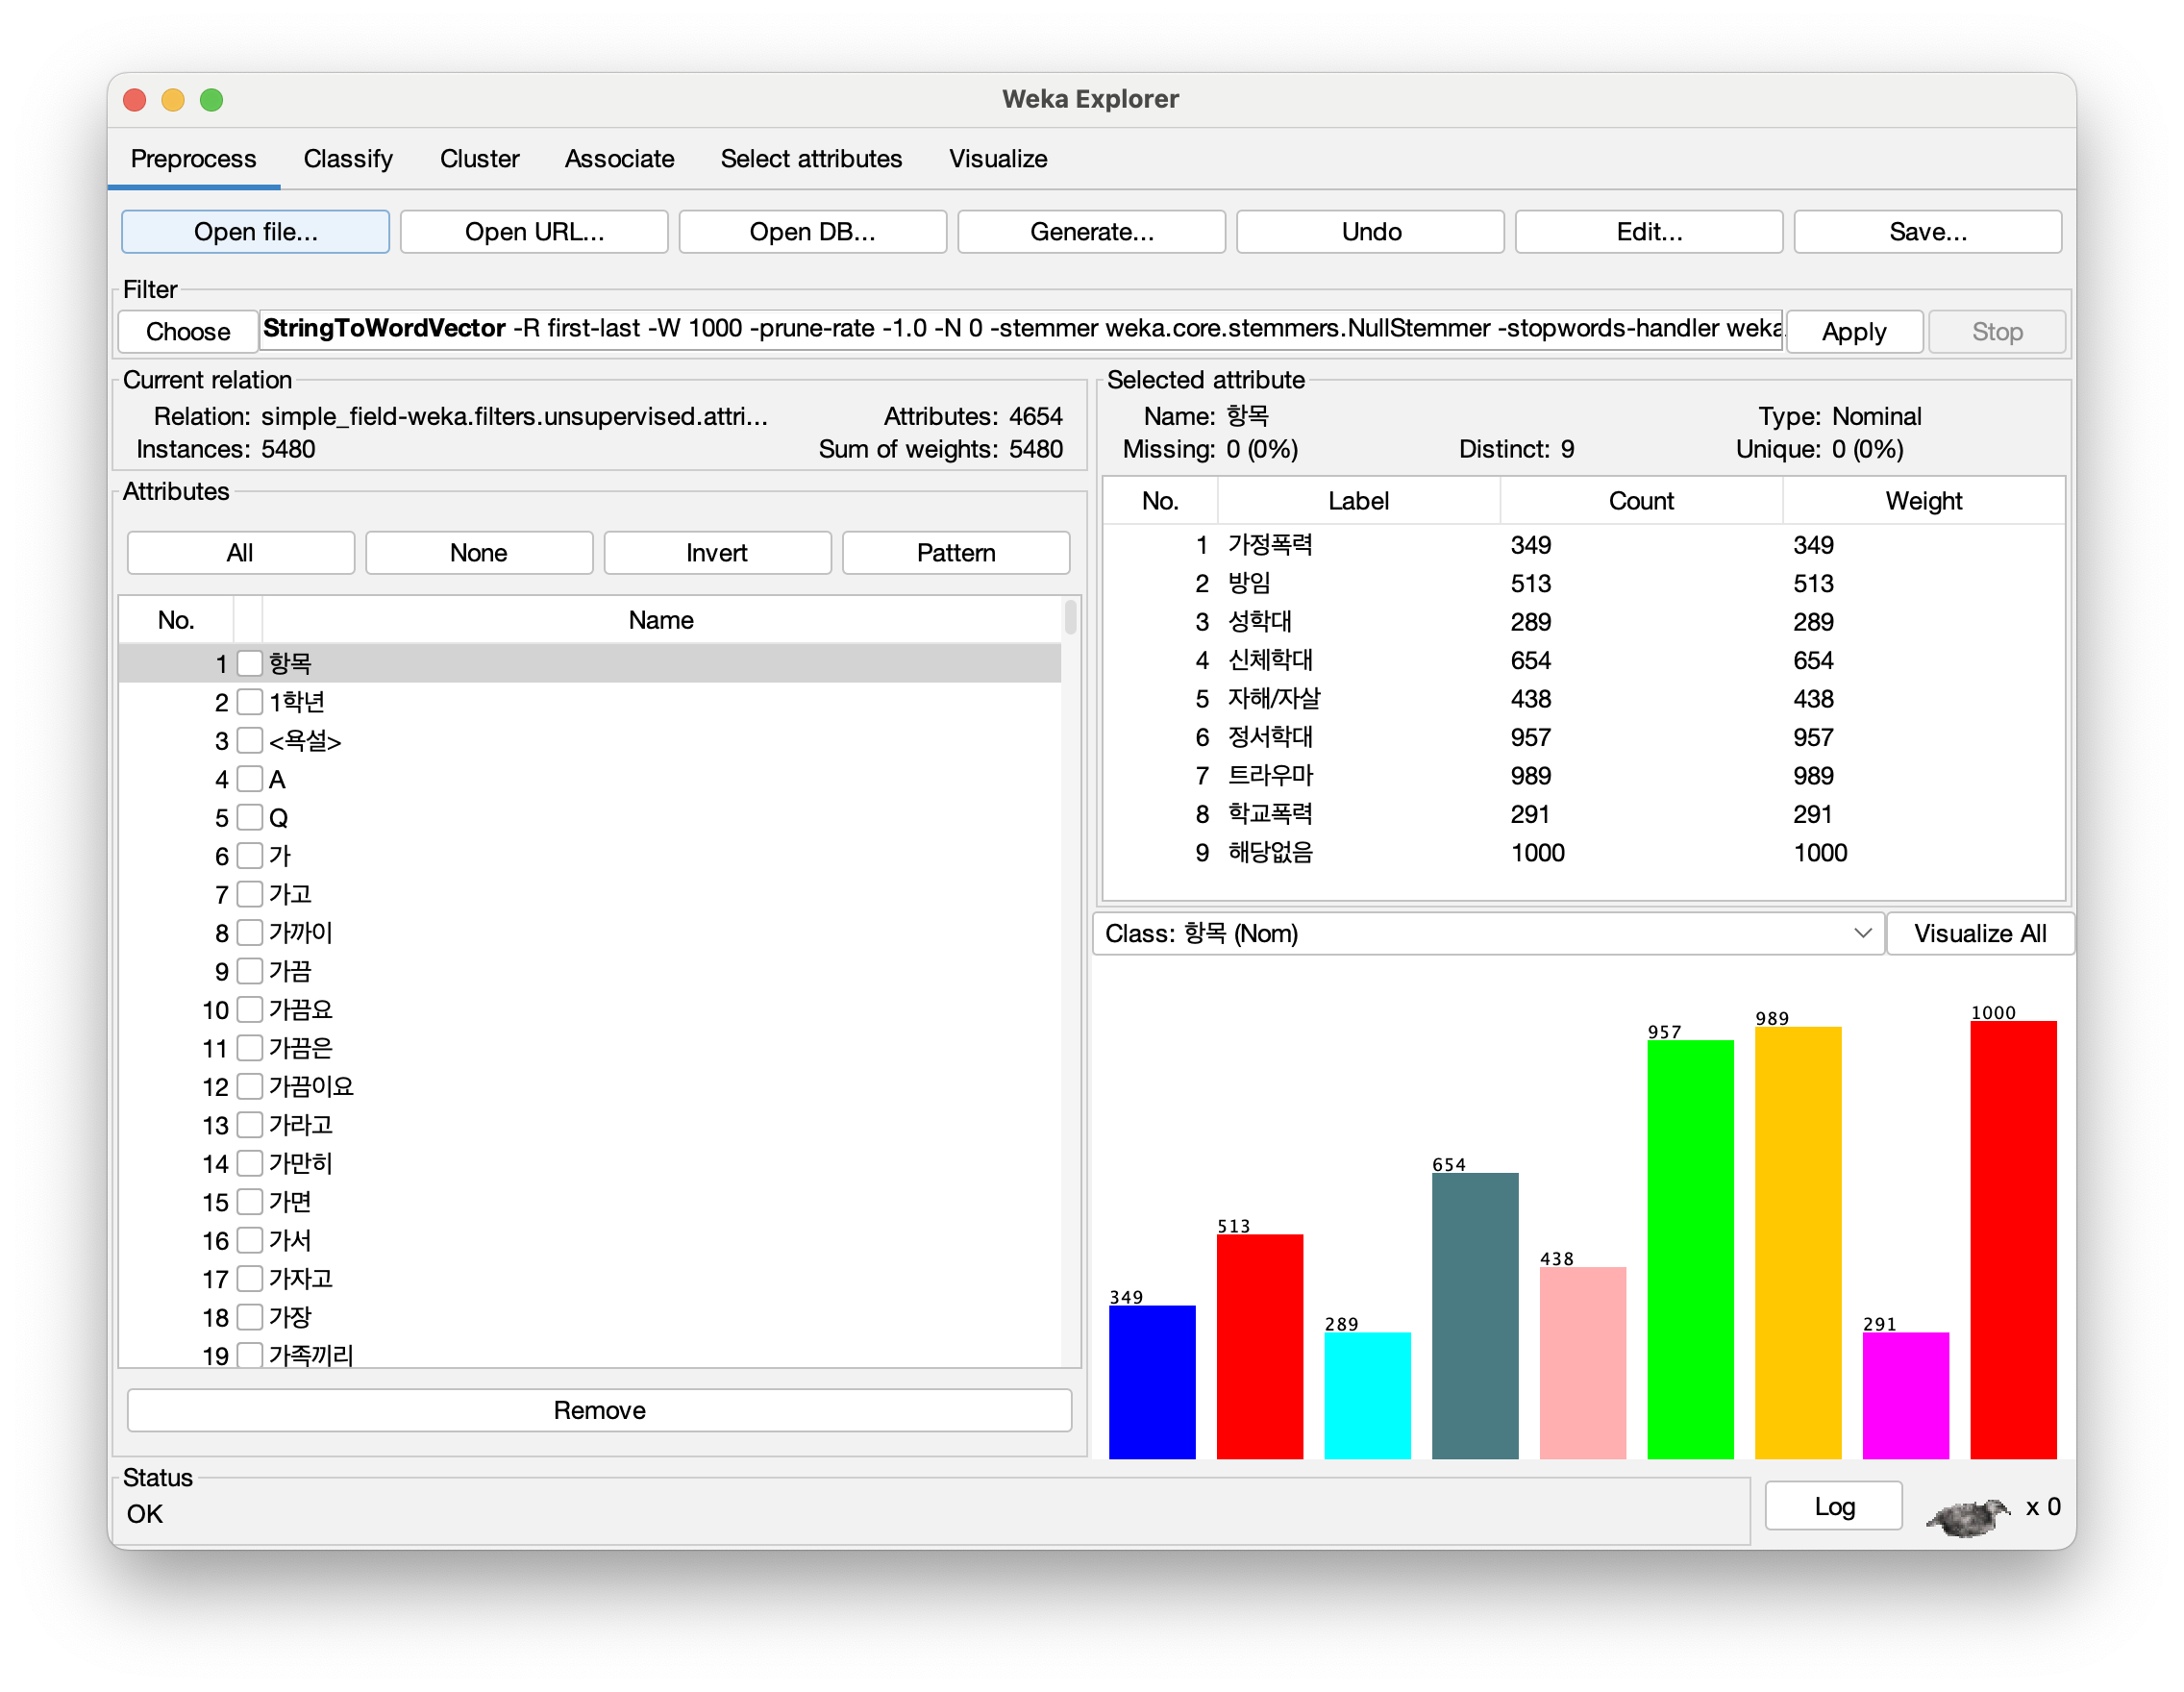 Weka Explorer
Preprocess Classify Cluster Associate Select attributes Visualize
Open file... Open URL... Open DB... Generate... Undo Edit... Save...
Filter
Choose StringToWordVector -R first-last -W 1000 -prune-rate -1.0 -N 0 -stemmer weka.core.stemmers.NullStemmer -stopwords-handler weka. Apply Stop
Current relation
Relation: simple_field-weka.filters.unsupervised.attri... Attributes: 4654
Instances: 5480 Sum of weights: 5480
Attributes
All None Invert Pattern
No. Name
1 항목
2 1학년
3 <욕설>
4 A
5 Q
6 가
7 가고
8 가까이
9 가끔
10 가끔요
11 가끔은
12 가끔이요
13 가라고
14 가만히
15 가면
16 가서
17 가자고
18 가장
19 가족끼리
Remove
Selected attribute
Name: 항목 Type: Nominal
Missing: 0 (0%) Distinct: 9 Unique: 0 (0%)
No. Label Count Weight
1 가정폭력 349 349
2 방임 513 513
3 성학대 289 289
4 신체학대 654 654
5 자해/자살 438 438
6 정서학대 957 957
7 트라우마 989 989
8 학교폭력 291 291
9 해당없음 1000 1000
Class: 항목 (Nom) Visualize All
349 513 289 654 438 957 989 291 1000
Status
OK
Log x 0